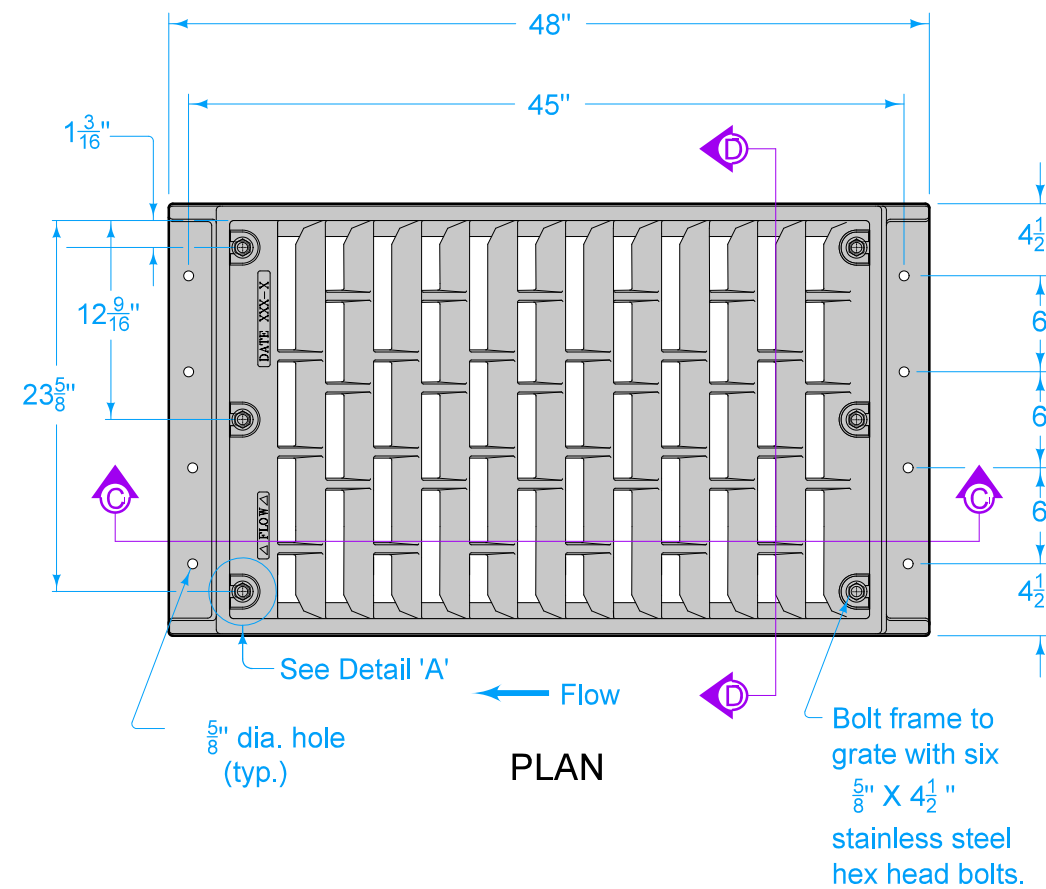 48"
45"
1 3/16"
D
4 1/2
12 9/16"
DATE XXX-X
6
23 5/8"
6
C
C
6
△ FLOW △
4 1/2
See Detail 'A'
Flow
D
5/8" dia. hole
(typ.)
PLAN
Bolt frame to
grate with six
5/8" X 4 1/2 "
stainless steel
hex head bolts.